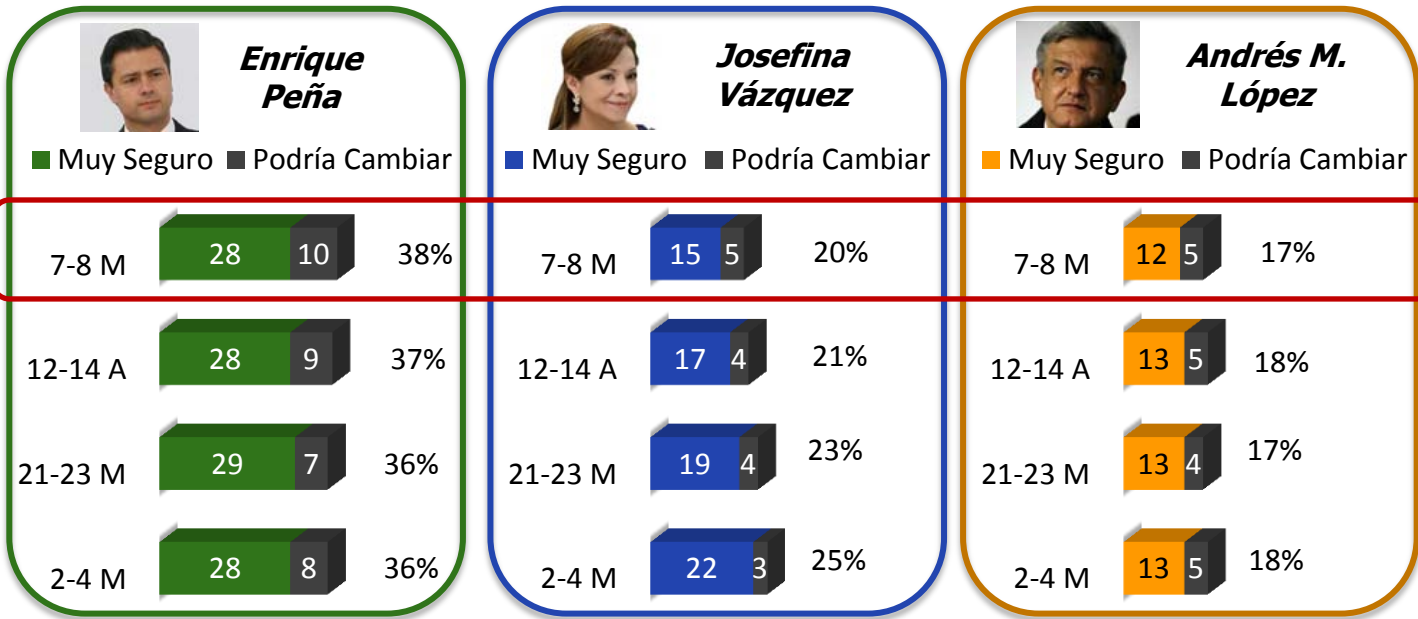 Enrique
Peña
Muy Seguro Podría Cambiar
7-8 M 28 10 38%
12-14 A 28 9 37%
21-23 M 29 7 36%
2-4 M 28 8 36%
Josefina
Vázquez
Muy Seguro Podría Cambiar
7-8 M 15 5 20%
12-14 A 17 4 21%
21-23 M 19 4 23%
2-4 M 22 3 25%
Andrés M.
López
Muy Seguro Podría Cambiar
7-8 M 12 5 17%
12-14 A 13 5 18%
21-23 M 13 4 17%
2-4 M 13 5 18%